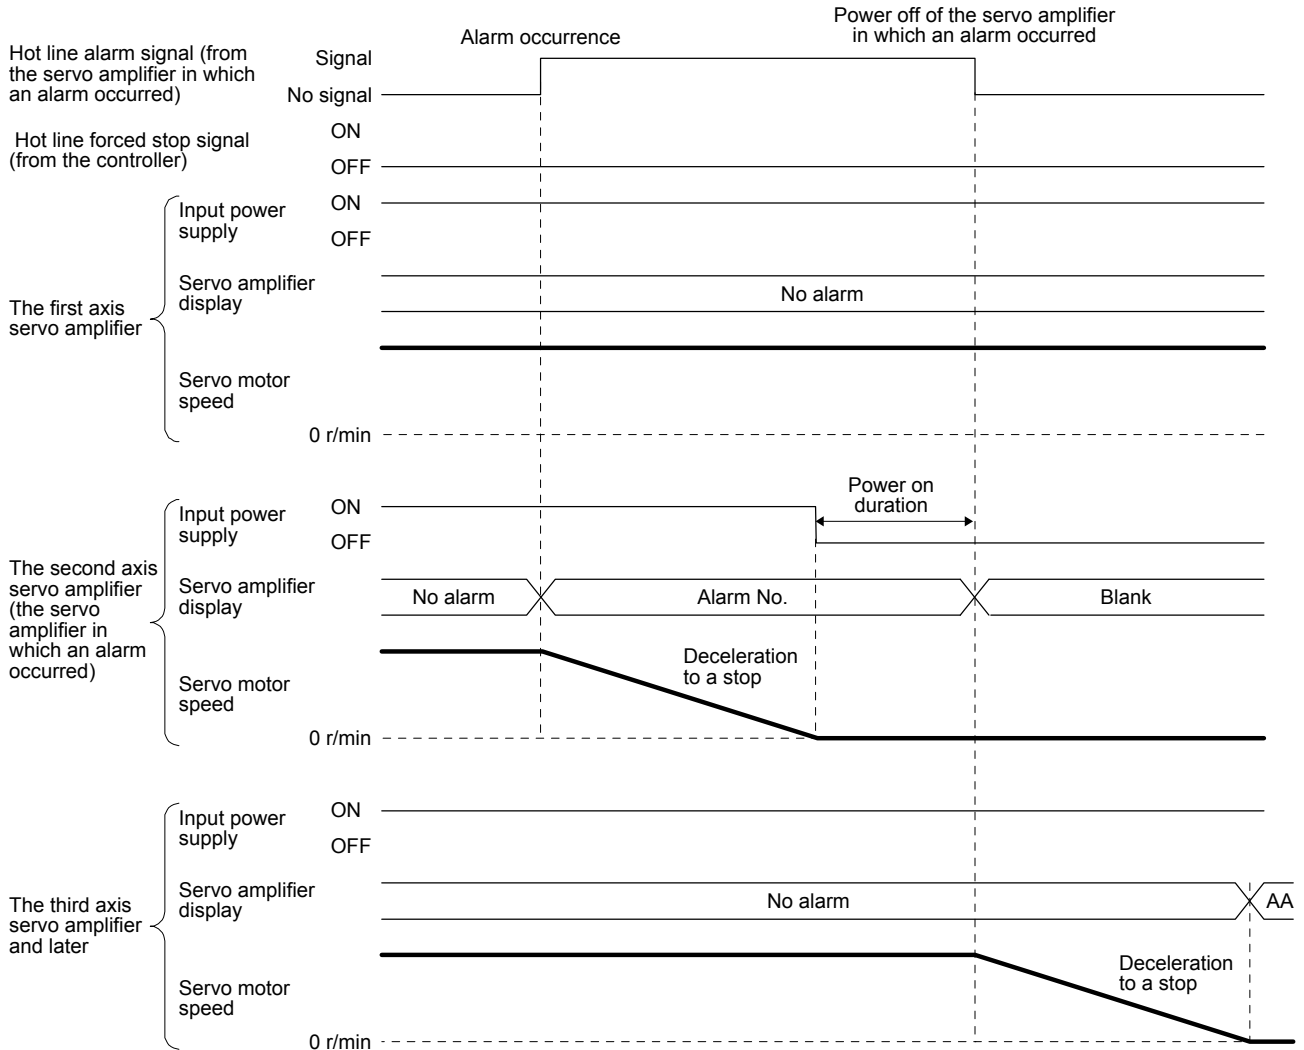 Power off of the servo amplifier
in which an alarm occurred
Alarm occurrence
Hot line alarm signal (from
the servo amplifier in which
an alarm occurred)
Signal
No signal
Hot line forced stop signal
(from the controller)
ON
OFF
The first axis
servo amplifier
Input power
supply
ON
OFF
Servo amplifier
display
No alarm
Servo motor
speed
0 r/min
The second axis
servo amplifier
(the servo
amplifier in
which an alarm
occurred)
Input power
supply
ON
OFF
Power on
duration
Servo amplifier
display
No alarm
Alarm No.
Blank
Servo motor
speed
Deceleration
to a stop
0 r/min
The third axis
servo amplifier
and later
Input power
supply
ON
OFF
Servo amplifier
display
No alarm
AA
Servo motor
speed
Deceleration
to a stop
0 r/min